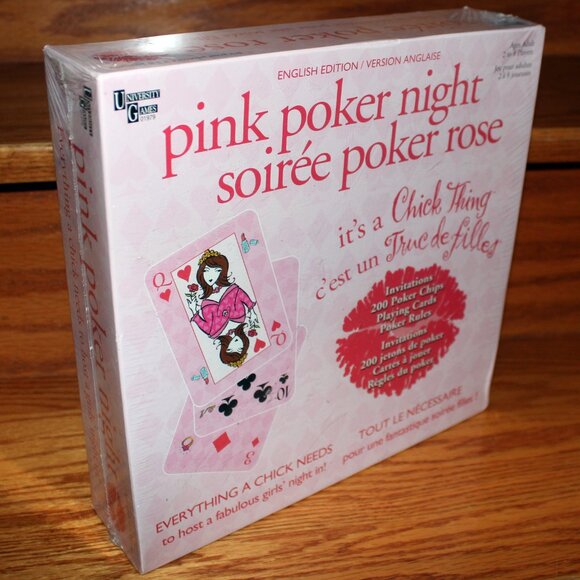 ENGLISH EDITION / VERSION ANGLAISE
UNIVERSITY
GAMES
01979
pink poker night
soirée poker rose
it's a Chick Thing
c'est un Truc de filles
Invitations
200 Poker Chips
Playing Cards
Poker Rules
Invitations
200 jetons de poker
Cartes à jouer
Règles du poker
Q
Q
10
3
EVERYTHING A CHICK NEEDS
to host a fabulous girls' night in!
TOUT LE NÉCESSAIRE
pour une fantastique soirée filles !
pink poker night